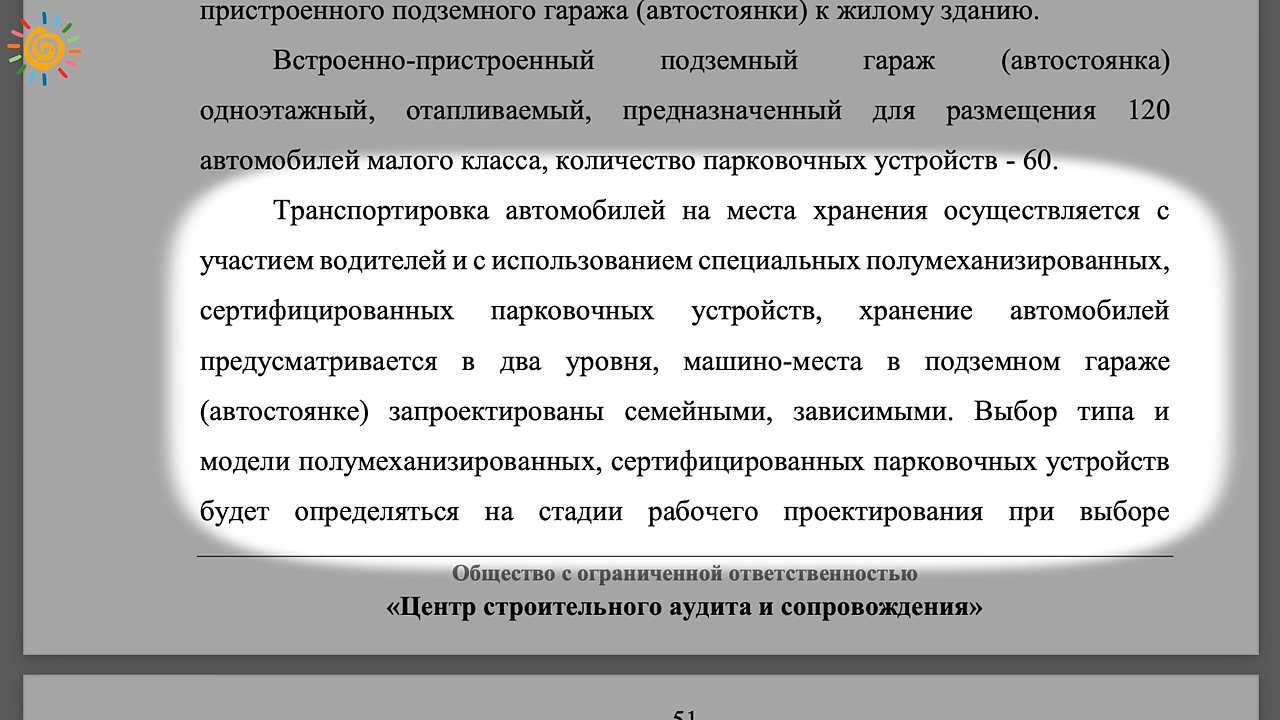 пристроенного подземного гаража (автостоянки) к жилому зданию.
Встроенно-пристроенный подземный гараж (автостоянка)
одноэтажный, отапливаемый, предназначенный для размещения 120
автомобилей малого класса, количество парковочных устройств - 60.
Транспортировка автомобилей на места хранения осуществляется с
участием водителей и с использованием специальных полумеханизированных,
сертифицированных парковочных устройств, хранение автомобилей
предусматривается в два уровня, машино-места в подземном гараже
(автостоянке) запроектированы семейными, зависимыми. Выбор типа и
модели полумеханизированных, сертифицированных парковочных устройств
будет определяться на стадии рабочего проектирования при выборе
Общество с ограниченной ответственностью
«Центр строительного аудита и сопровождения»
51